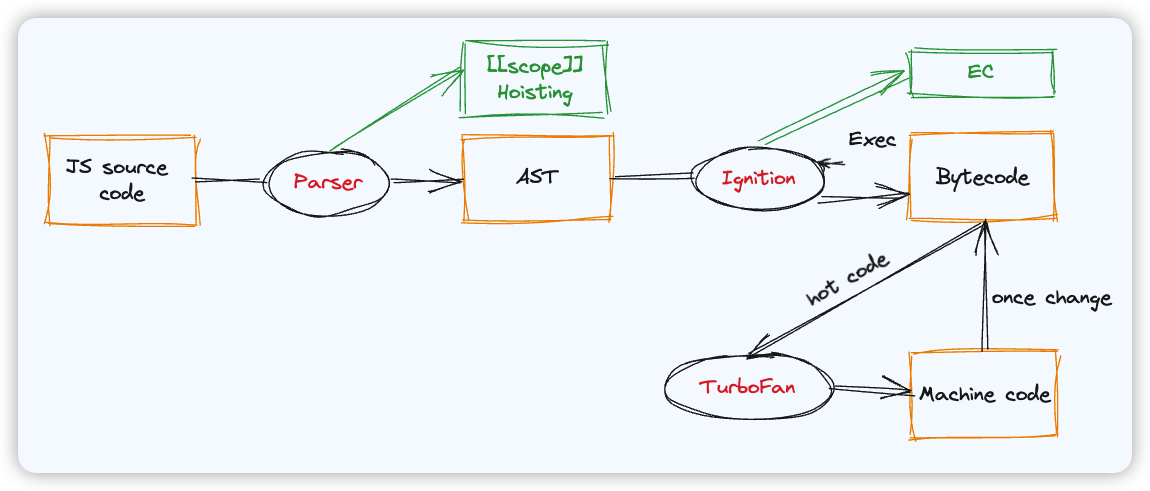 [[scope]]
Hoisting
EC
JS source
code
Parser
AST
Ignition
Exec
Bytecode
hot code
once change
TurboFan
Machine code